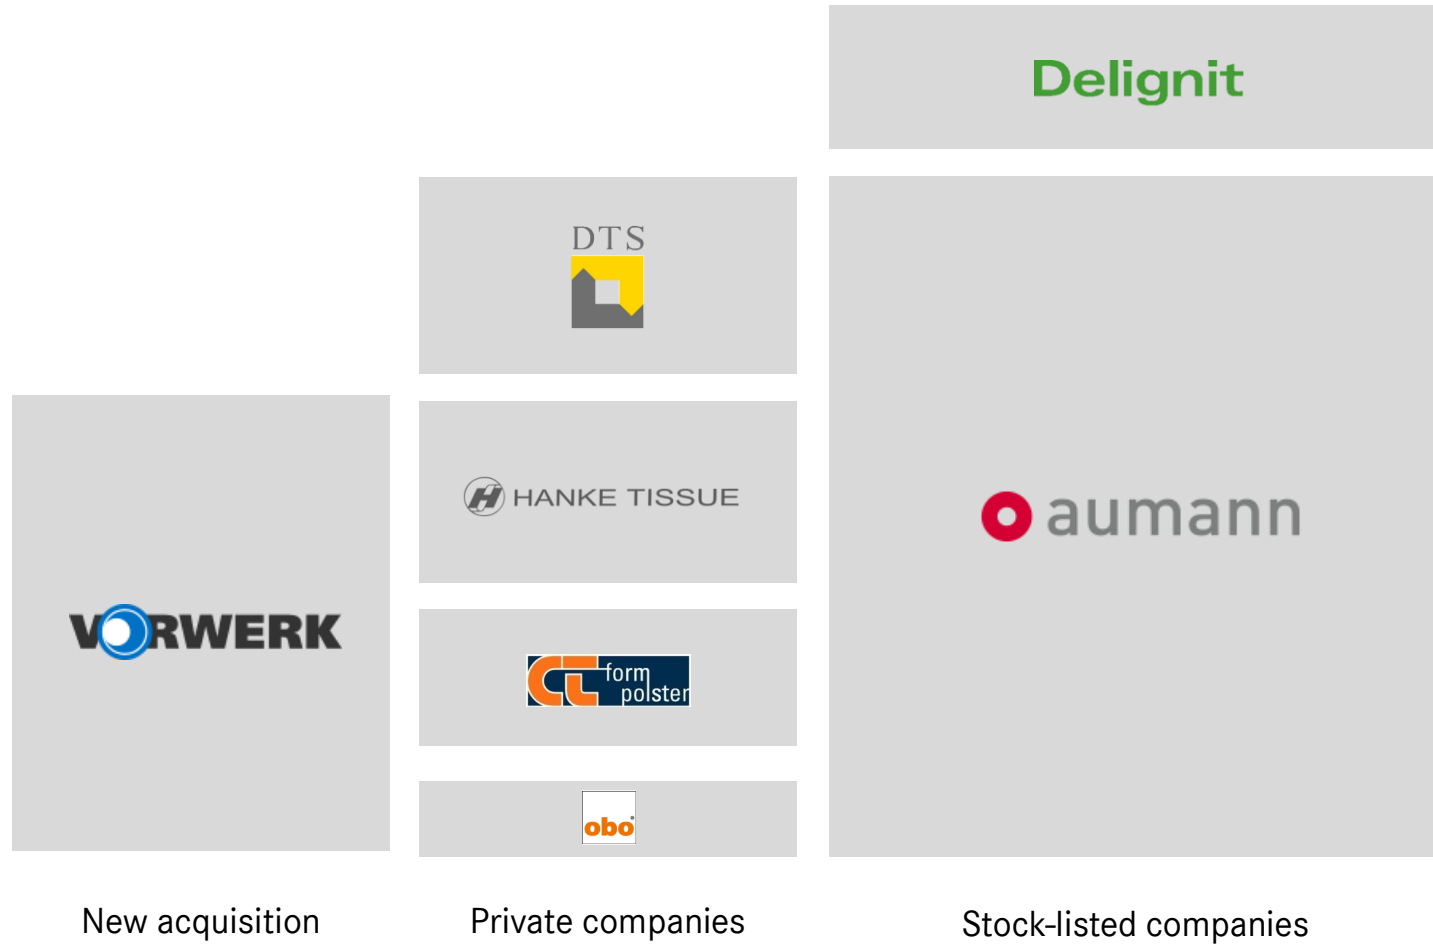 Delignit
DTS
HANKE TISSUE
aumann
VORWERK
form
polster
obo
New acquisition
Private companies
Stock-listed companies